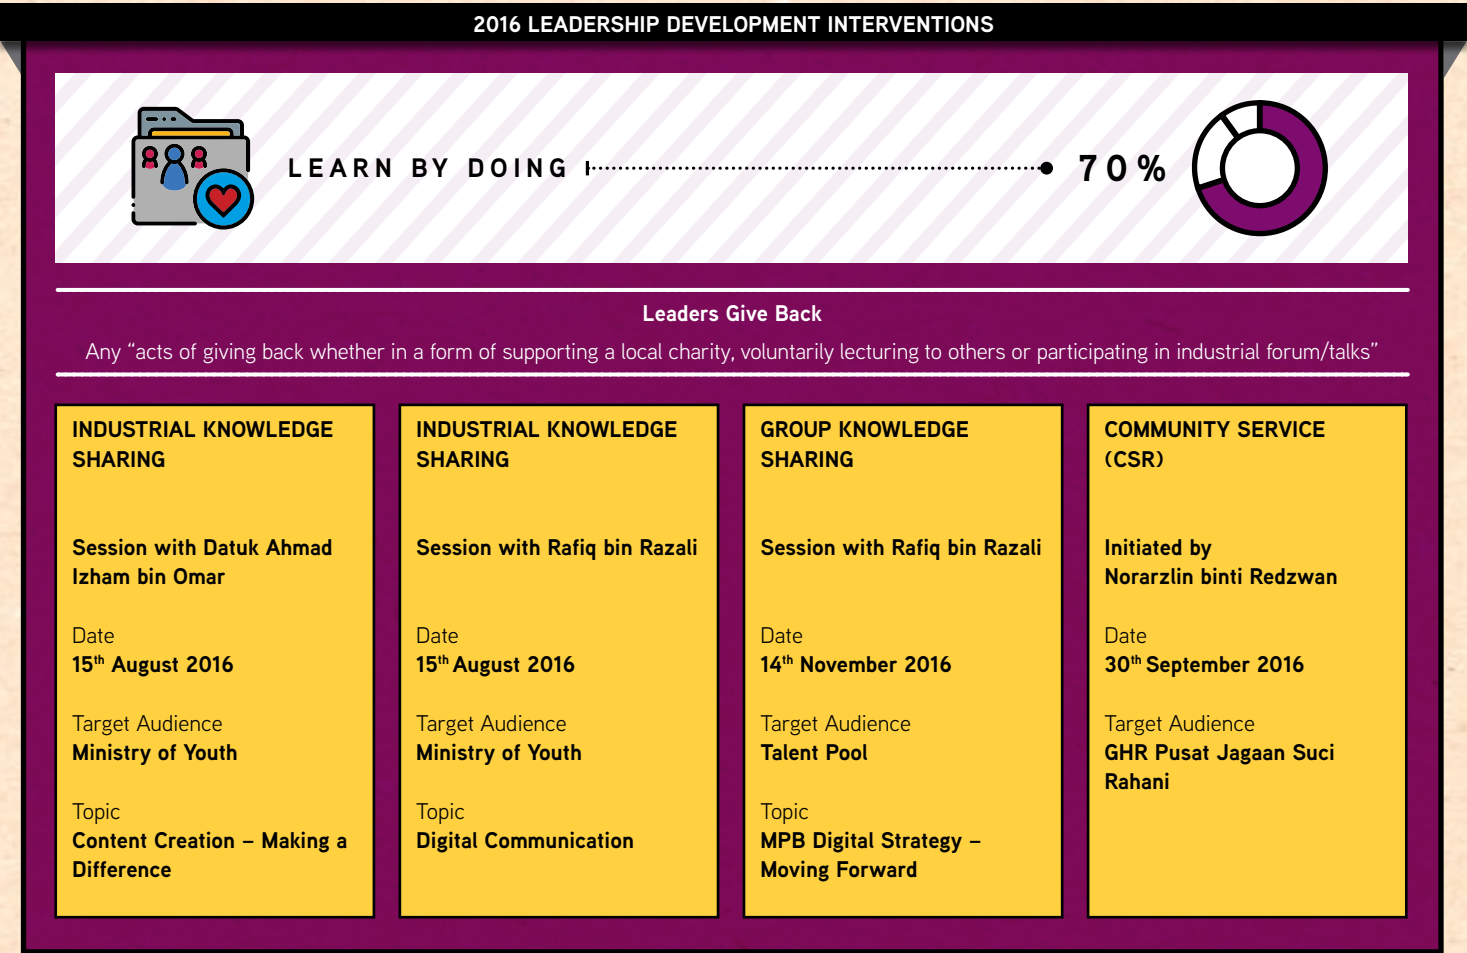 2016 LEADERSHIP DEVELOPMENT INTERVENTIONS
LEARN BY DOING
70%
Leaders Give Back
Any “acts of giving back whether in a form of supporting a local charity, voluntarily lecturing to others or participating in industrial forum/talks”
INDUSTRIAL KNOWLEDGE
SHARING
Session with Datuk Ahmad
Izham bin Omar
Date
15th August 2016
Target Audience
Ministry of Youth
Topic
Content Creation – Making a
Difference
INDUSTRIAL KNOWLEDGE
SHARING
Session with Rafiq bin Razali
Date
15th August 2016
Target Audience
Ministry of Youth
Topic
Digital Communication
GROUP KNOWLEDGE
SHARING
Session with Rafiq bin Razali
Date
14th November 2016
Target Audience
Talent Pool
Topic
MPB Digital Strategy –
Moving Forward
COMMUNITY SERVICE
(CSR)
Initiated by
Norarzlin binti Redzwan
Date
30th September 2016
Target Audience
GHR Pusat Jagaan Suci
Rahani